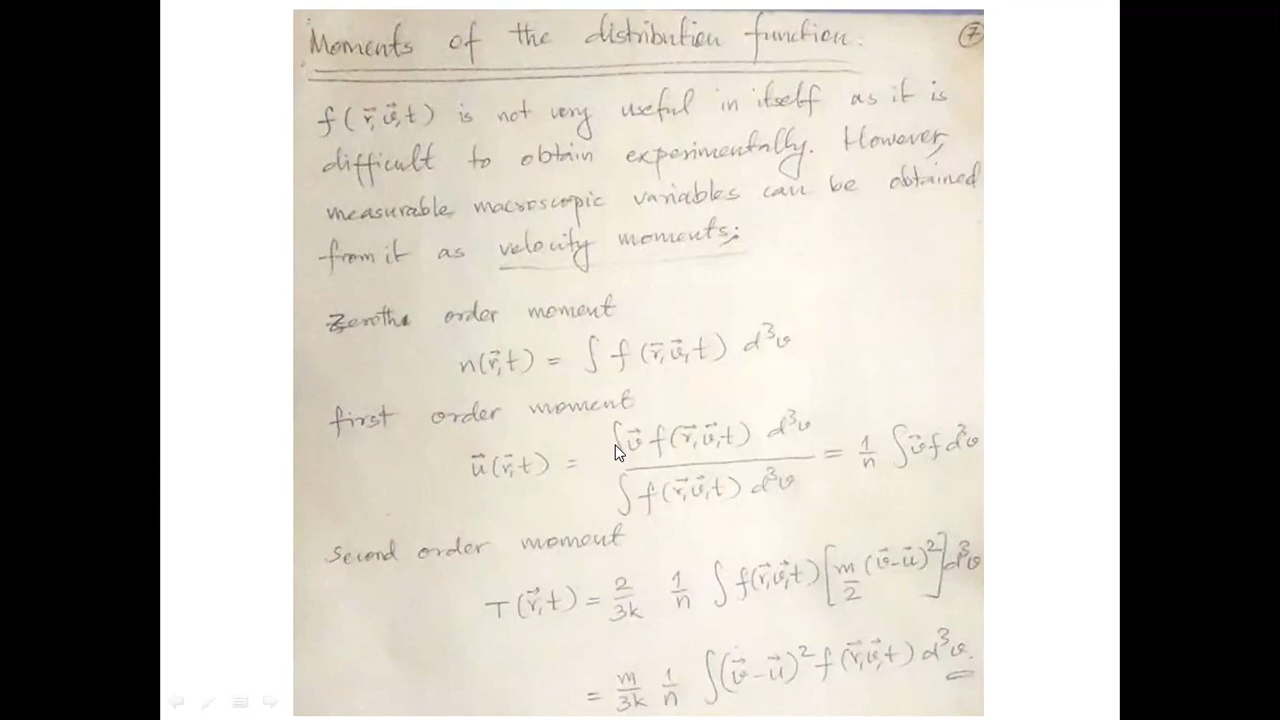 Moments of the distribution function. ⑦
f(r⃗,v⃗,t) is not very useful in itself as it is
difficult to obtain experimentally. However,
measurable macroscopic variables can be obtained
from it as velocity moments:
Zeroth order moment
n(r⃗,t) = ∫ f(r⃗,v⃗,t) d³v
first order moment
u⃗(r⃗,t) = ∫v⃗ f(r⃗,v⃗,t) d³v / ∫f(r⃗,v⃗,t) d³v = 1/n ∫v⃗f d³v
Second order moment
T(r⃗,t) = 2/3k 1/n ∫ f(r⃗,v⃗,t) [m/2 (v⃗-u⃗)²] d³v
= m/3k 1/n ∫(v⃗-u⃗)² f(r⃗,v⃗,t) d³v.